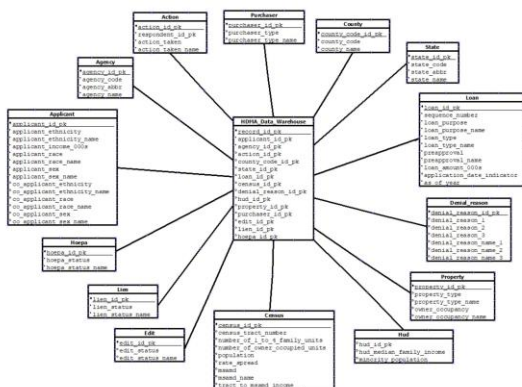 Action
action_id_pk
respondent_id_pk
action_taken
action_taken_name
Purchaser
purchaser_id_pk
purchaser_type
purchaser_type_name
County
county_code_id_pk
county_code
county_name
State
state_id_pk
state_code
state_abbr
state_name
Agency
agency_id_pk
agency_code
agency_abbr
agency_name
Applicant
applicant_id_pk
applicant_ethnicity
applicant_ethnicity_name
applicant_income_000s
applicant_race
applicant_race_name
applicant_sex
applicant_sex_name
co_applicant_ethnicity
co_applicant_ethnicity_name
co_applicant_race
co_applicant_race_name
co_applicant_sex
co_applicant_sex_name
HDMA_Data_Warehouse
record_id_pk
applicant_id_pk
agency_id_pk
action_id_pk
county_code_id_pk
state_id_pk
loan_id_pk
census_id_pk
denial_reason_id_pk
hud_id_pk
property_id_pk
purchaser_id_pk
edit_id_pk
lien_id_pk
hoepa_id_pk
Loan
loan_id_pk
sequence_number
loan_purpose
loan_purpose_name
loan_type
loan_type_name
preapproval
preapproval_name
loan_amount_000s
application_date_indicator
as_of_year
Denial_reason
denial_reason_id_pk
denial_reason_1
denial_reason_2
denial_reason_3
denial_reason_name_1
denial_reason_name_2
denial_reason_name_3
Hoepa
hoepa_id_pk
hoepa_status
hoepa_status_name
Property
property_id_pk
property_type
property_type_name
owner_occupancy
owner_occupancy_name
Lien
lien_id_pk
lien_status
lien_status_name
Edit
edit_id_pk
edit_status
edit_status_name
Census
census_id_pk
census_tract_number
number_of_1_to_4_family_units
number_of_owner_occupied_units
population
rate_spread
msamd
msamd_name
tract_to_msamd_income
Hud
hud_id_pk
hud_median_family_income
minority_population